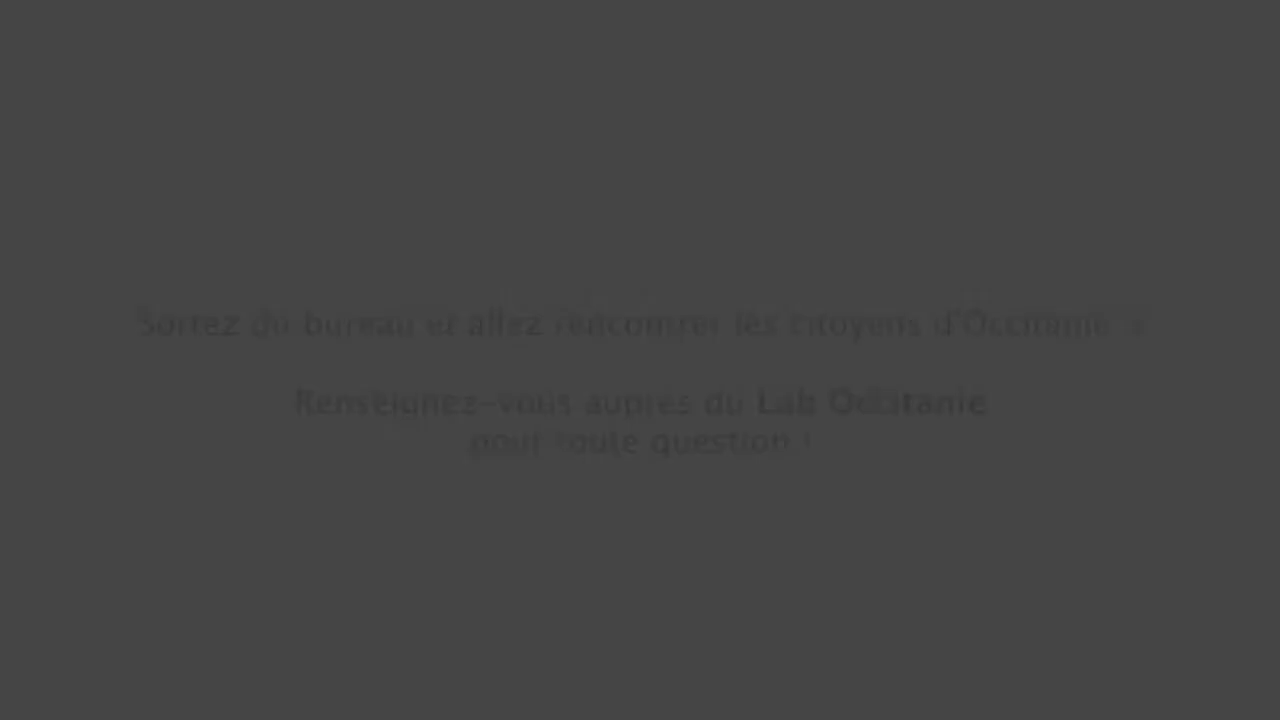 Sortez du bureau et allez rencontrer les citoyens d'Occitanie
Renseignez-vous auprès du Lab Occitanie
pour toute question !